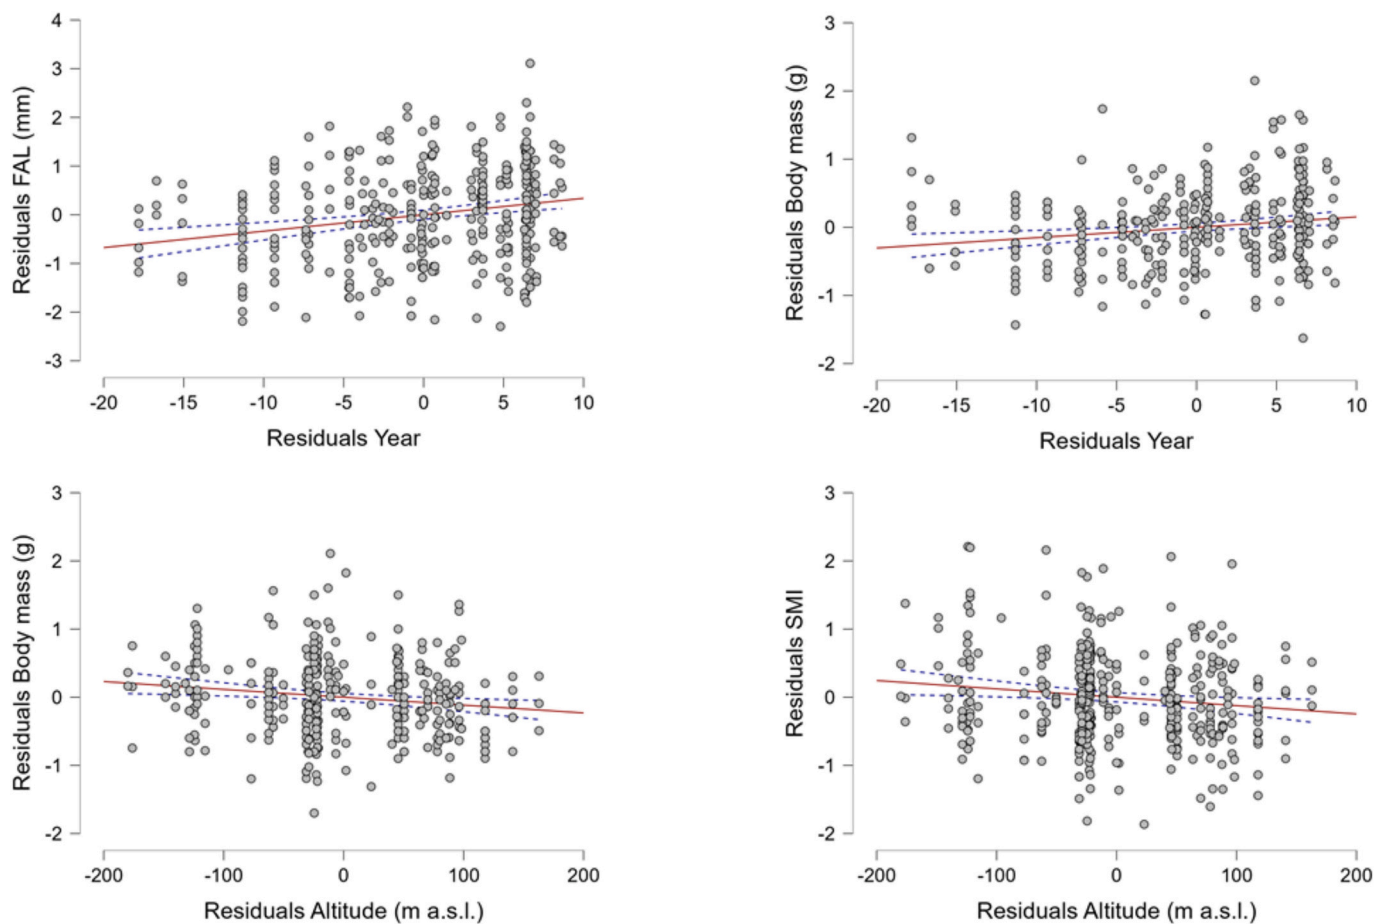 4
3
2
1
0
-1
-2
-3
Residuals FAL (mm)
-20 -15 -10 -5 0 5 10
Residuals Year
3
2
1
0
-1
-2
Residuals Body mass (g)
-20 -15 -10 -5 0 5 10
Residuals Year
3
2
1
0
-1
-2
Residuals Body mass (g)
-200 -100 0 100 200
Residuals Altitude (m a.s.l.)
3
2
1
0
-1
-2
Residuals SMI
-200 -100 0 100 200
Residuals Altitude (m a.s.l.)